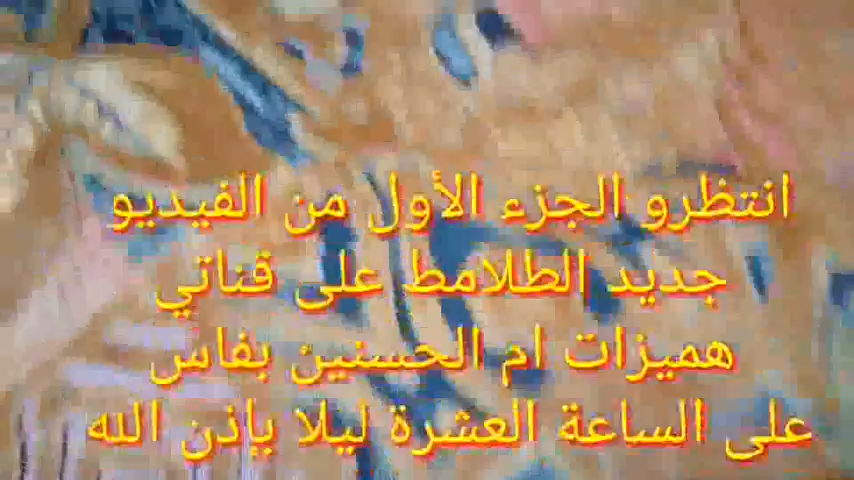 انتظرو الجزء الأول من الفيديو
جديد الطلامط على قناتي
هميزات ام الحسنين بفاس
على الساعة العشرة ليلا بإذن الله